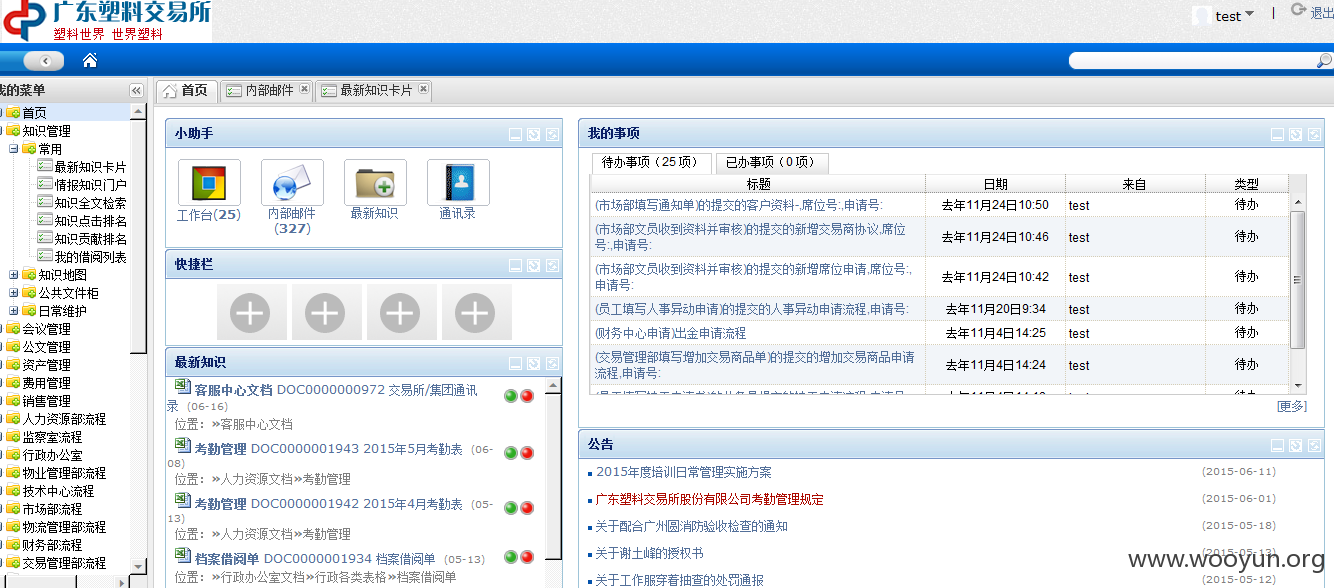 广东塑料交易所
塑料世界 世界塑料
test
退出
我的菜单
首页
知识管理
常用
最新知识卡片
情报知识门户
知识全文检索
知识点击排名
知识贡献排名
我的借阅列表
知识地图
公共文件柜
日常维护
会议管理
公文管理
资产管理
费用管理
销售管理
人力资源部流程
监察室流程
行政办公室
物业管理部流程
技术中心流程
市场部流程
物流管理部流程
财务部流程
交易管理部流程
首页
内部邮件
最新知识卡片
小助手
工作台(25)
内部邮件
(327)
最新知识
通讯录
快捷栏
最新知识
客服中心文档 DOC0000000972 交易所/集团通讯
录 (06-16)
位置: »客服中心文档
考勤管理 DOC0000001943 2015年5月考勤表 (06-
08)
位置: »人力资源文档»考勤管理
考勤管理 DOC0000001942 2015年4月考勤表 (05-
13)
位置: »人力资源文档»考勤管理
档案借阅单 DOC0000001934 档案借阅单 (05-13)
位置: »行政办公室文档»行政各类表格»档案借阅单
我的事项
待办事项（25 项）
已办事项（0 项）
标题 日期 来自 类型
(市场部填写通知单)的提交的客户资料-,席位号:,申请号: 去年11月24日10:50 test 待办
(市场部文员收到资料并审核)的提交的新增交易商协议,席位
号:,申请号: 去年11月24日10:46 test 待办
(市场部文员收到资料并审核)的提交的新增席位申请,席位号:,
申请号: 去年11月24日10:42 test 待办
(员工填写人事异动申请)的提交的人事异动申请流程,申请号: 去年11月20日9:34 test 待办
(财务中心申请)出金申请流程 去年11月4日14:25 test 待办
(交易管理部填写增加交易商品单)的提交的增加交易商品申请
流程,申请号: 去年11月4日14:24 test 待办
[更多]
公告
2015年度培训日常管理实施方案 (2015-06-11)
广东塑料交易所股份有限公司考勤管理规定 (2015-06-01)
关于配合广州圆消防验收检查的通知 (2015-05-18)
关于谢土峰的授权书 (2015-05-13)
关于工作服穿着抽查的处罚通报 (2015-05-12)
www.wooyun.org